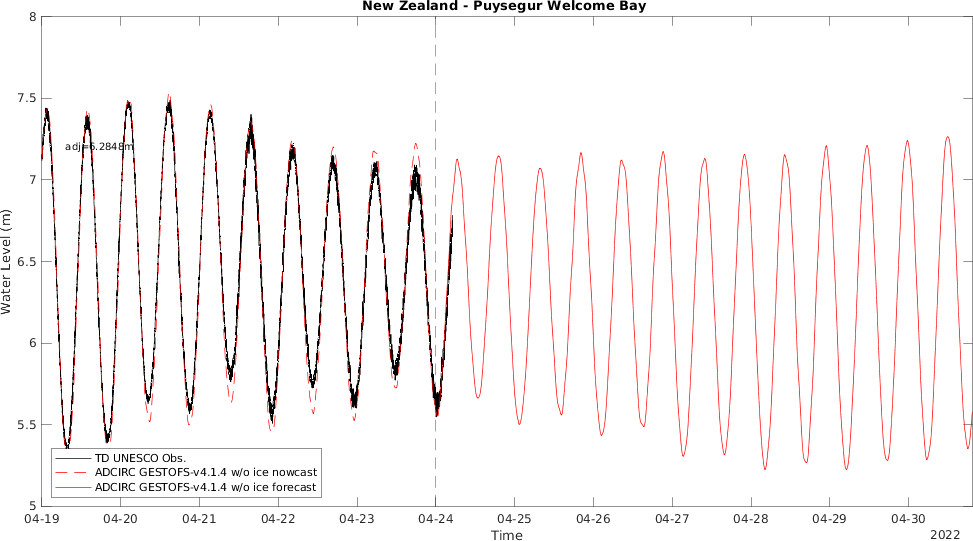 New Zealand - Puysegur Welcome Bay
8
7.5
7
6.5
6
5.5
5
Water Level (m)
adj=6.2848m
TD UNESCO Obs.
ADCIRC GESTOFS-v4.1.4 w/o ice nowcast
ADCIRC GESTOFS-v4.1.4 w/o ice forecast
04-19 04-20 04-21 04-22 04-23 04-24 04-25 04-26 04-27 04-28 04-29 04-30
Time
2022